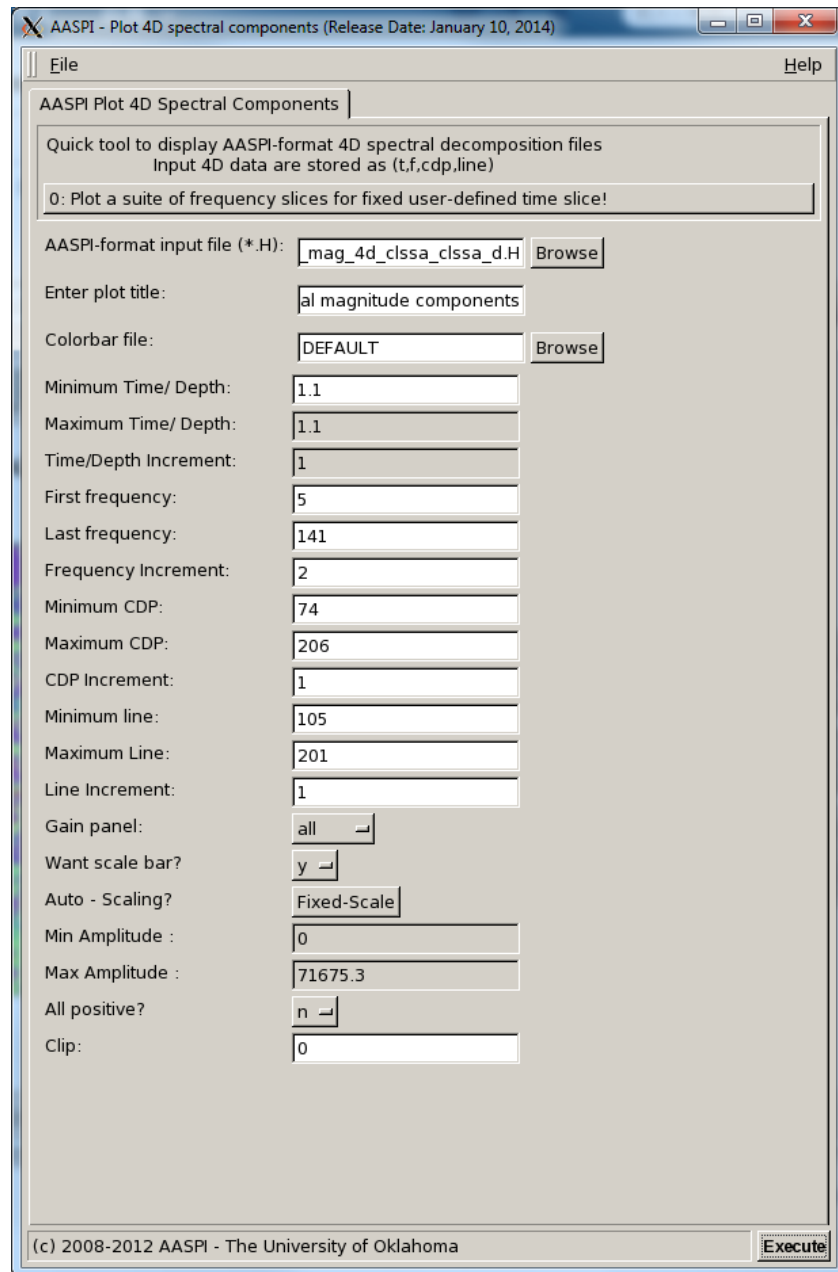 AASPI - Plot 4D spectral components (Release Date: January 10, 2014)
File Help
AASPI Plot 4D Spectral Components
Quick tool to display AASPI-format 4D spectral decomposition files
Input 4D data are stored as (t,f,cdp,line)
0: Plot a suite of frequency slices for fixed user-defined time slice!
AASPI-format input file (*.H): _mag_4d_clssa_clssa_d.H Browse
Enter plot title: al magnitude components
Colorbar file: DEFAULT Browse
Minimum Time/ Depth: 1.1
Maximum Time/ Depth: 1.1
Time/Depth Increment: 1
First frequency: 5
Last frequency: 141
Frequency Increment: 2
Minimum CDP: 74
Maximum CDP: 206
CDP Increment: 1
Minimum line: 105
Maximum Line: 201
Line Increment: 1
Gain panel: all
Want scale bar? y
Auto - Scaling? Fixed-Scale
Min Amplitude : 0
Max Amplitude : 71675.3
All positive? n
Clip: 0
(c) 2008-2012 AASPI - The University of Oklahoma Execute